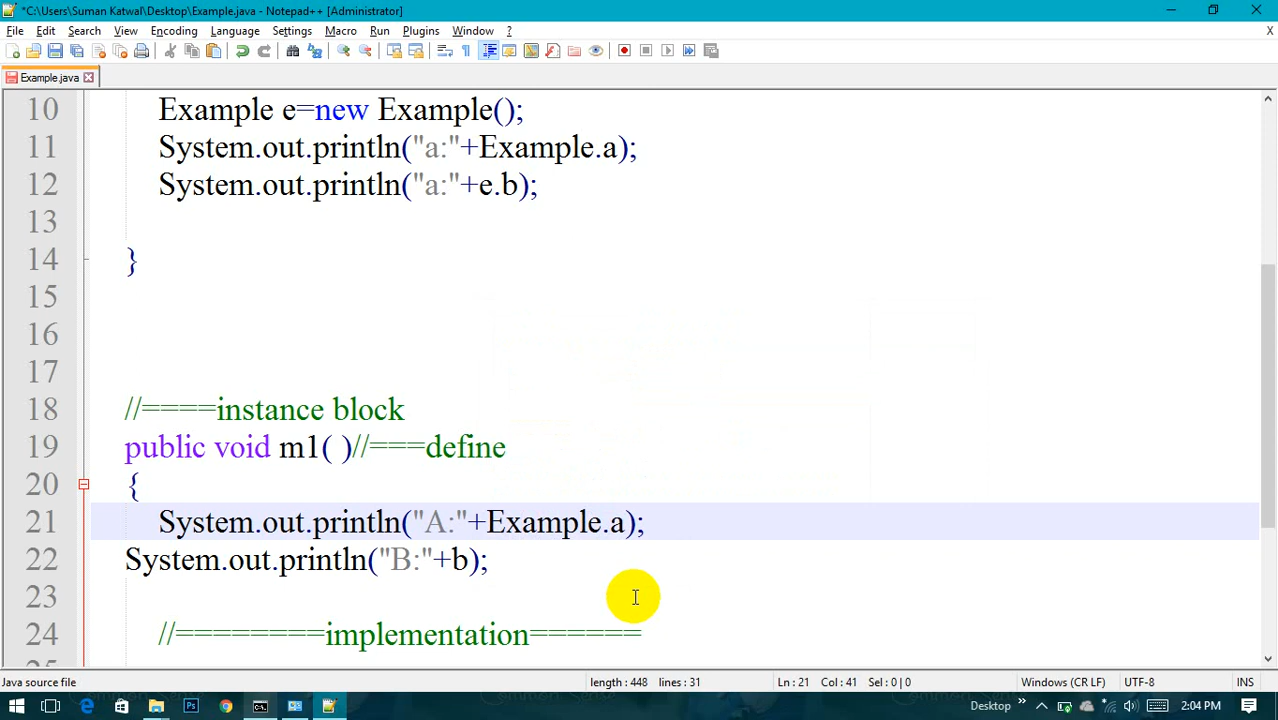 *C:\Users\Suman Katwal\Desktop\Example.java - Notepad++ [Administrator]
File Edit Search View Encoding Language Settings Macro Run Plugins Window ? X
Example.java
10 Example e=new Example();
11 System.out.println("a:"+Example.a);
12 System.out.println("a:"+e.b);
13
14 }
15
16
17
18 //====instance block
19 public void m1( )//===define
20 {
21 System.out.println("A:"+Example.a);
22 System.out.println("B:"+b);
23
24 //========implementation======
Java source file length : 448 lines : 31 Ln : 21 Col : 41 Sel : 0 | 0 Windows (CR LF) UTF-8 INS
Desktop 2:04 PM